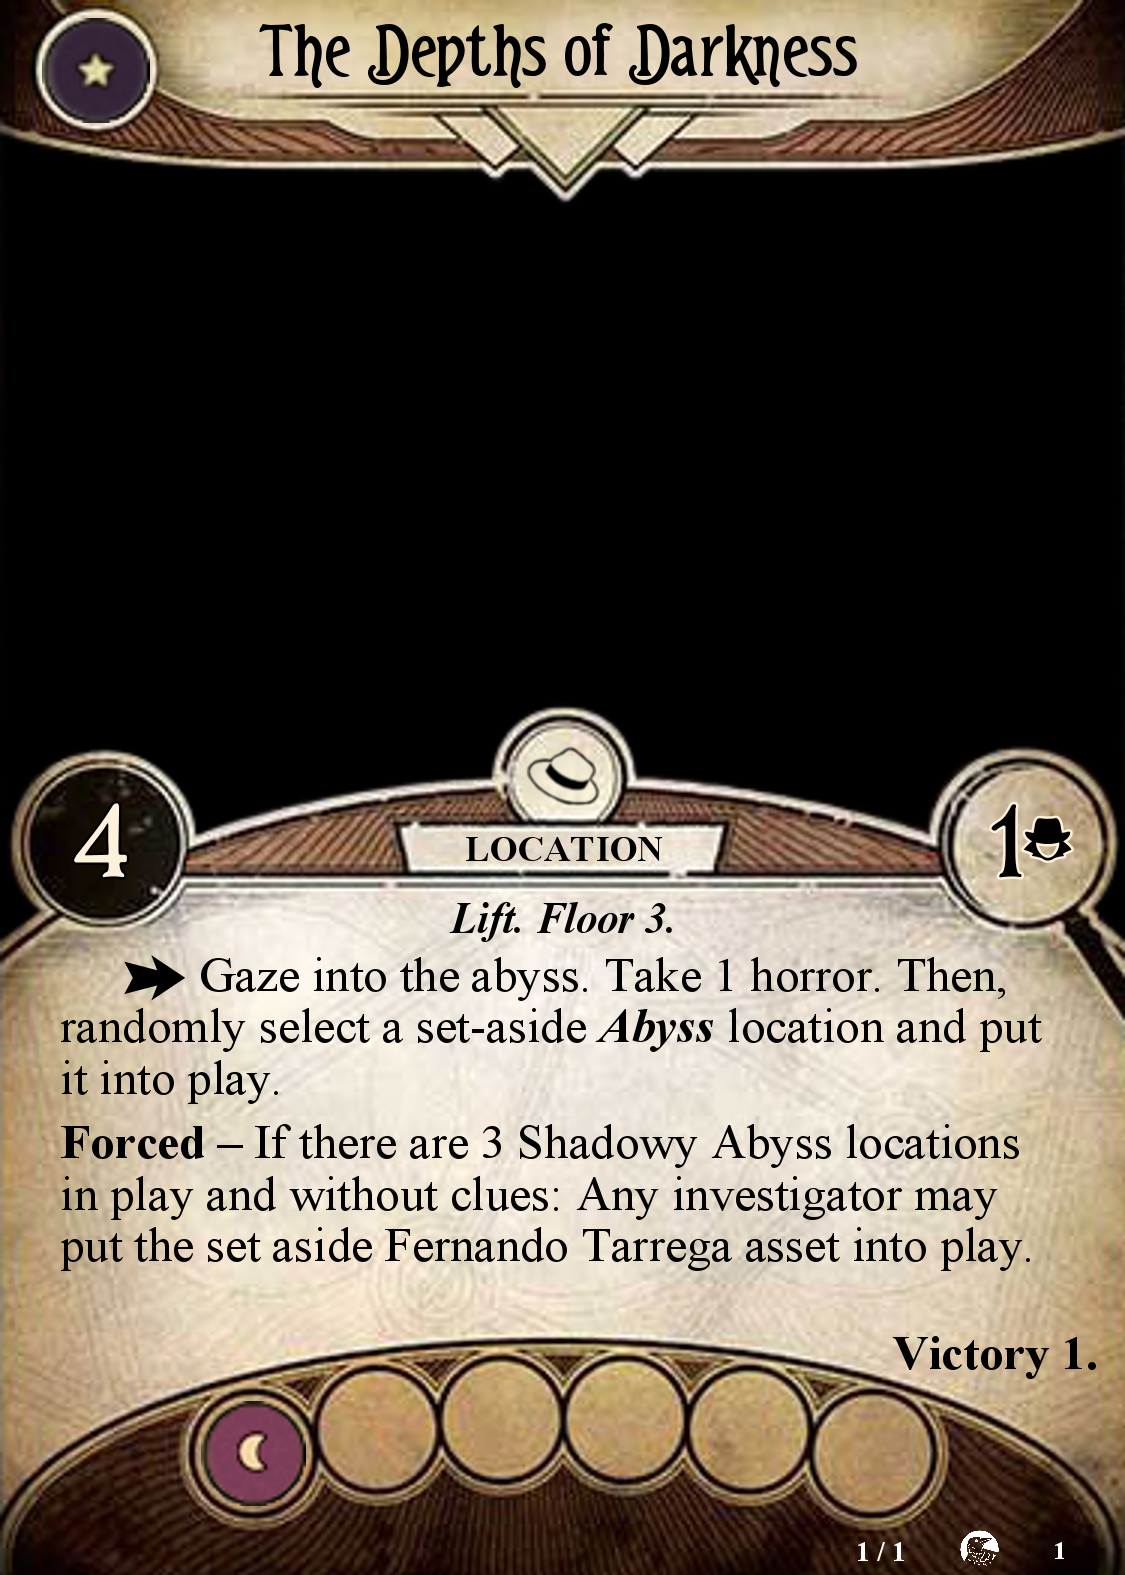 The Depths of Darkness
4
1
LOCATION
Lift. Floor 3.
Gaze into the abyss. Take 1 horror. Then,
randomly select a set-aside Abyss location and put
it into play.
Forced – If there are 3 Shadowy Abyss locations
in play and without clues: Any investigator may
put the set aside Fernando Tarrega asset into play.
Victory 1.
1 / 1
1